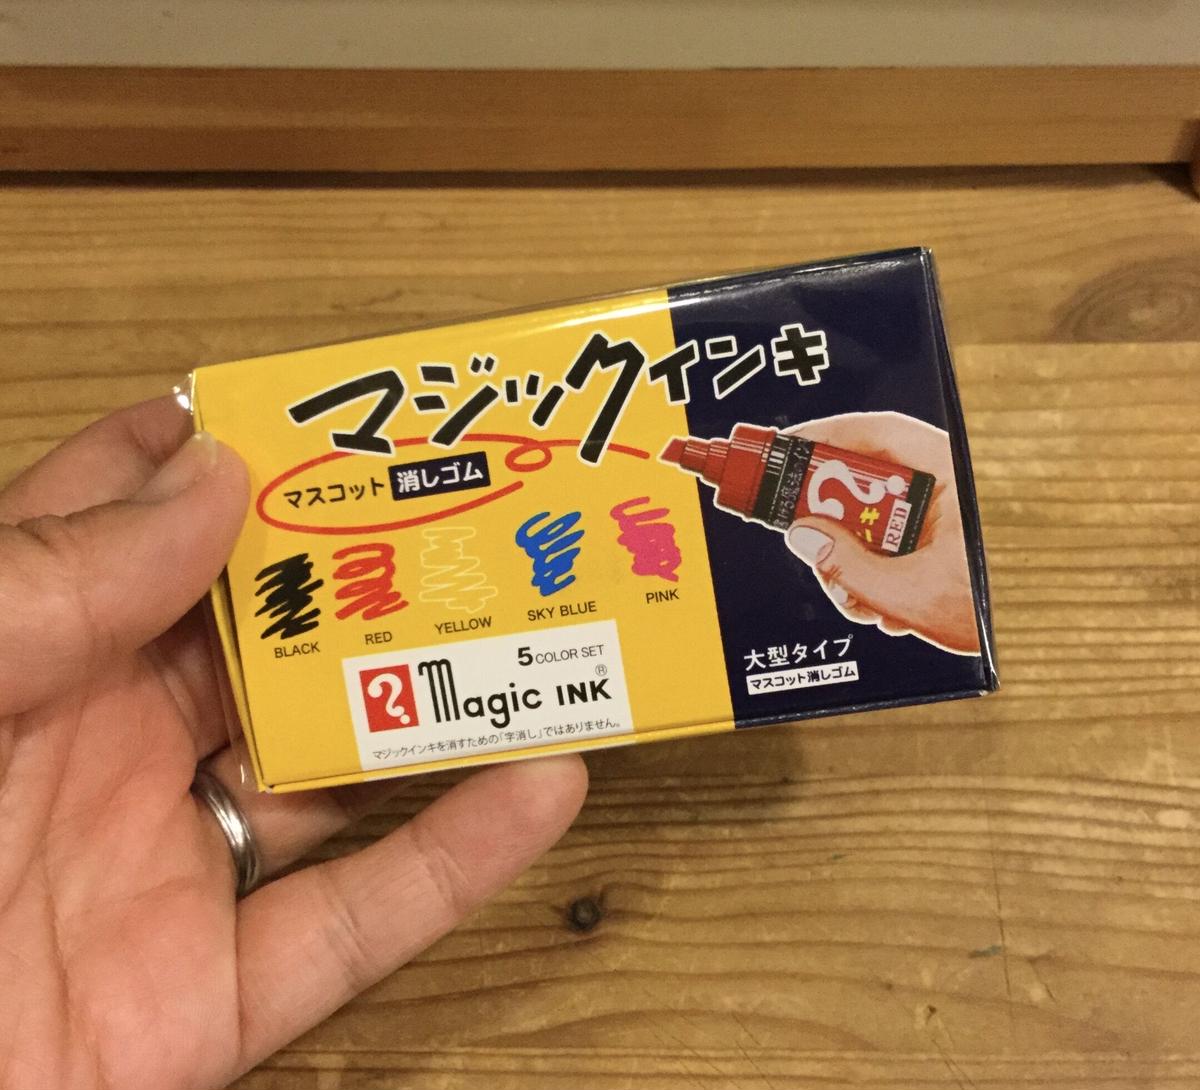 マジックインキ
マスコット 消しゴム
BLACK
RED
YELLOW
SKY BLUE
PINK
5 COLOR SET
? magic INK ®
マジックインキを消すための「字消し」ではありません。
RED
大型タイプ
マスコット消しゴム